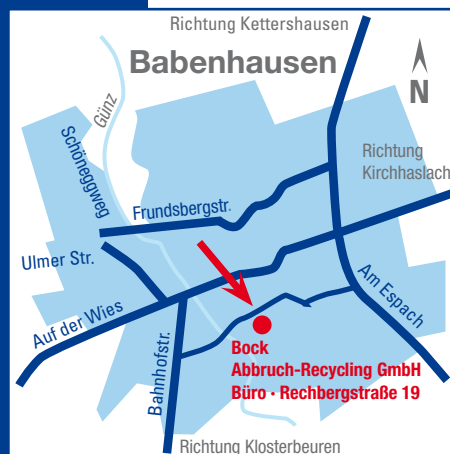 Richtung Kettershausen
Babenhausen
N
Günz
Schöneggweg
Richtung
Kirchhaslach
Frundsbergstr.
Ulmer Str.
Auf der Wies
Am Espach
Bahnhofstr.
Bock
Abbruch-Recycling GmbH
Büro · Rechbergstraße 19
Richtung Klosterbeuren